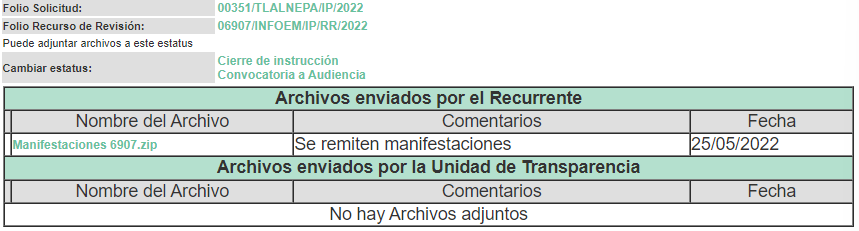 Folio Solicitud: 00351/TLALNEPA/IP/2022
Folio Recurso de Revisión: 06907/INFOEM/IP/RR/2022
Puede adjuntar archivos a este estatus
Cambiar estatus: Cierre de instrucción
Convocatoria a Audiencia
Archivos enviados por el Recurrente
Nombre del Archivo Comentarios Fecha
Manifestaciones 6907.zip Se remiten manifestaciones 25/05/2022
Archivos enviados por la Unidad de Transparencia
Nombre del Archivo Comentarios Fecha
No hay Archivos adjuntos